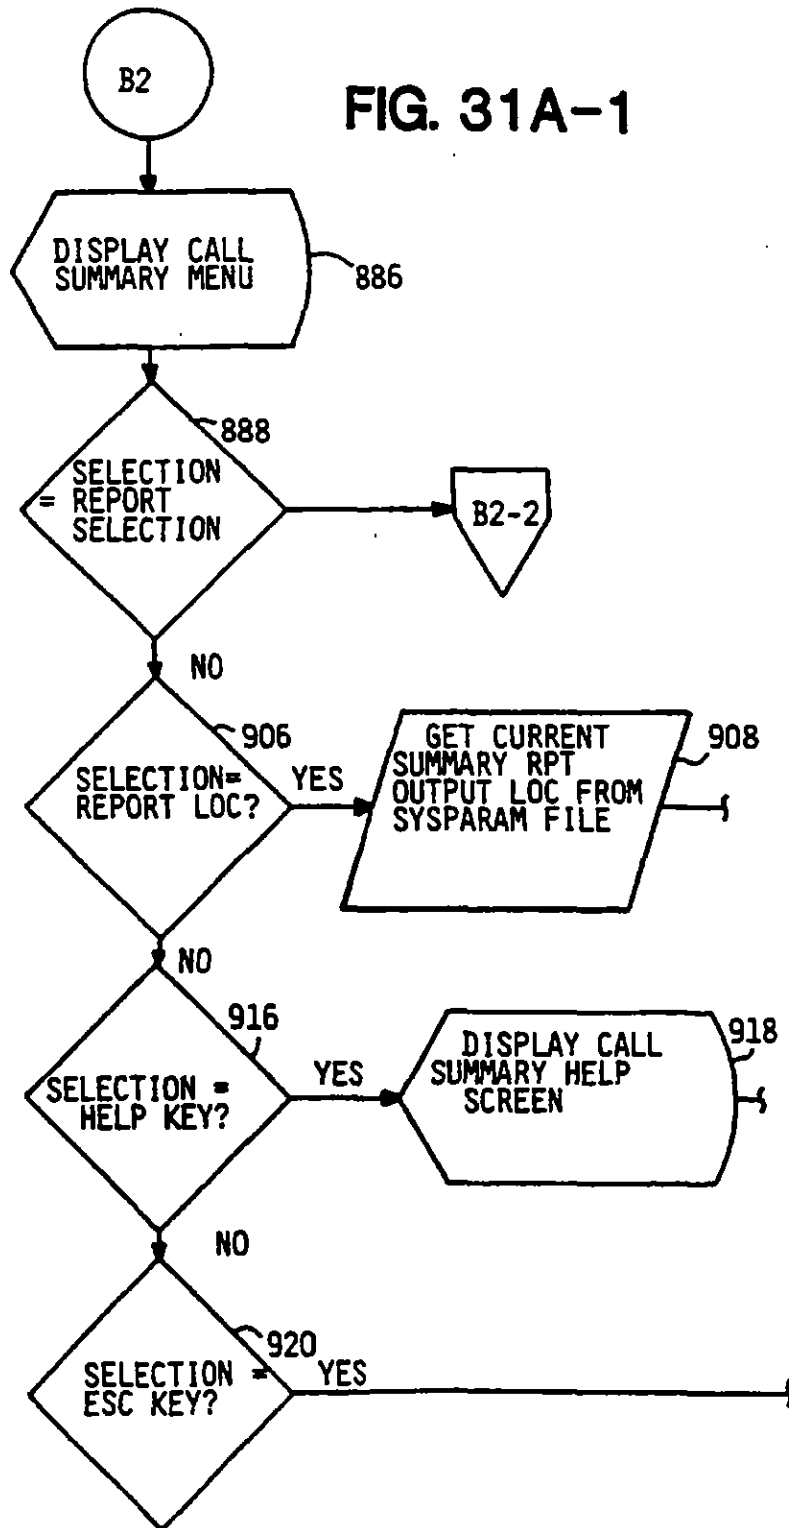 B2
FIG. 31A-1
DISPLAY CALL
SUMMARY MENU
886
888
SELECTION
= REPORT
SELECTION
B2-2
NO
906
SELECTION=
REPORT LOC?
YES
GET CURRENT
SUMMARY RPT
OUTPUT LOC FROM
SYSPARAM FILE
908
NO
916
SELECTION =
HELP KEY?
YES
DISPLAY CALL
SUMMARY HELP
SCREEN
918
NO
920
SELECTION =
ESC KEY?
YES